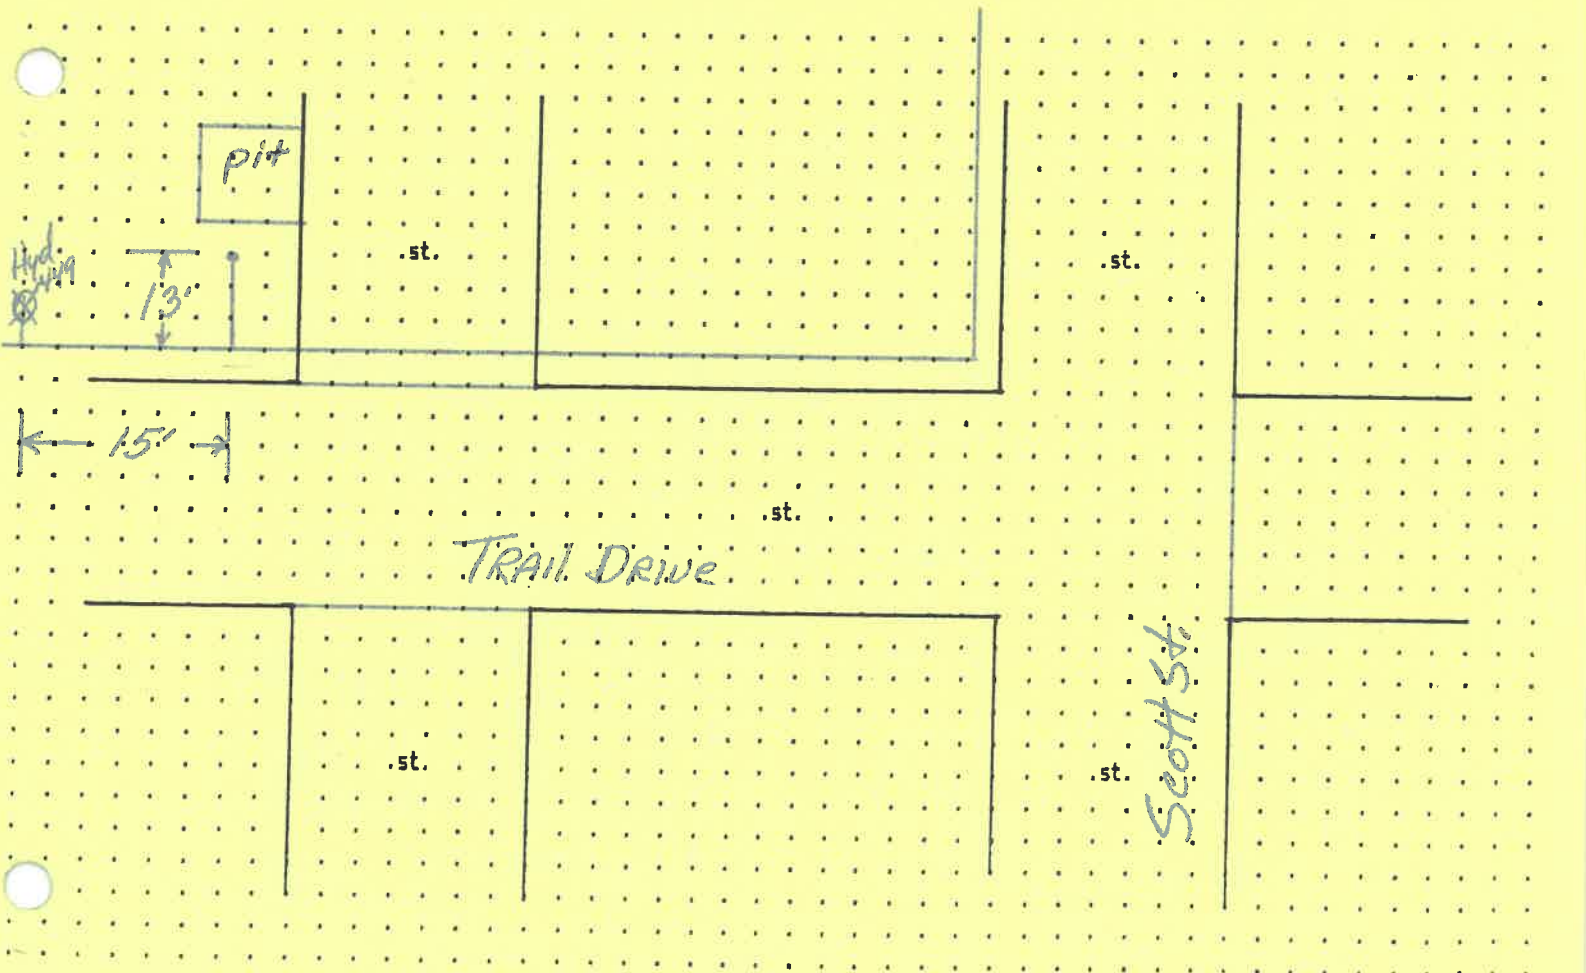 pit
Hyd.
449
13'
.st.
.st.
15'
.st.
TRAIL DRIVE
Scott St.
.st.
.st.